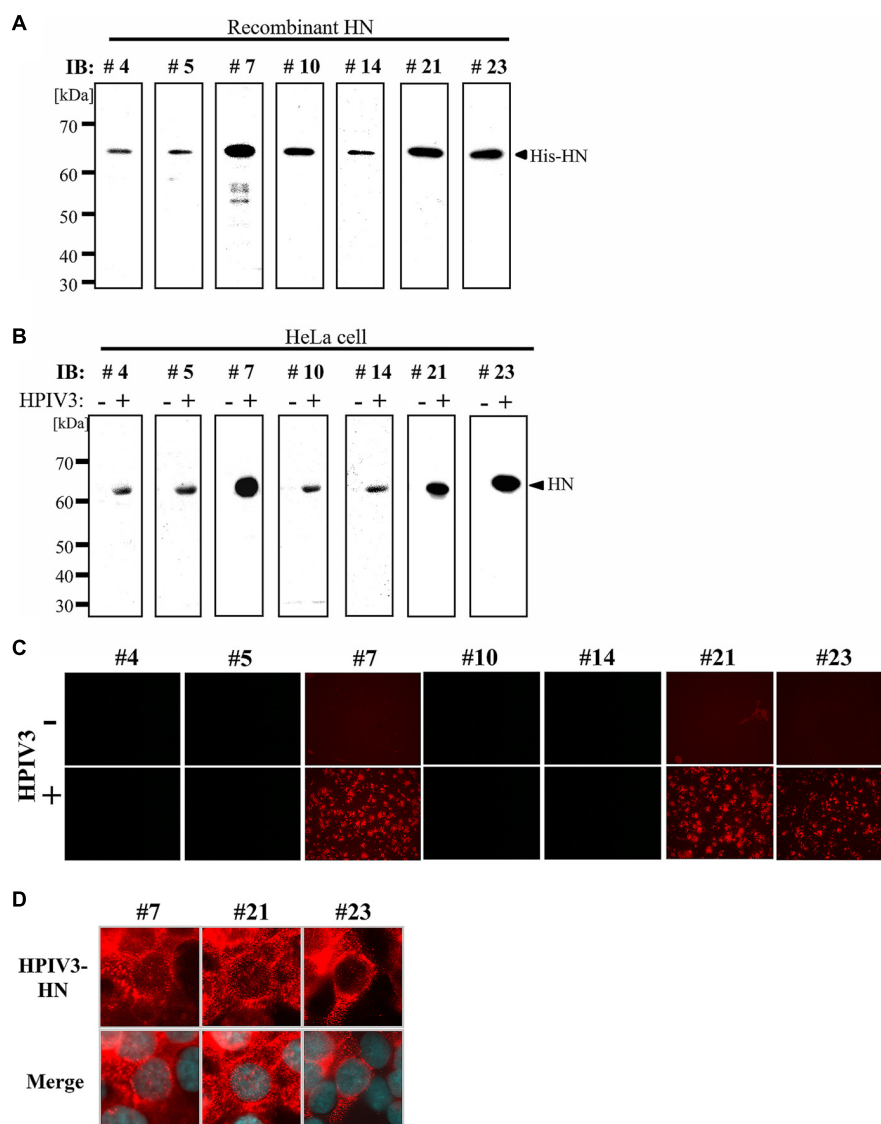 A
Recombinant HN
IB: # 4 # 5 # 7 # 10 # 14 # 21 # 23
[kDa]
70
60
50
40
30
His-HN
B
HeLa cell
IB: # 4 # 5 # 7 # 10 # 14 # 21 # 23
HPIV3: - + - + - + - + - + - + - +
[kDa]
70
60
50
40
30
HN
C
#4 #5 #7 #10 #14 #21 #23
HPIV3
-
+
D
#7 #21 #23
HPIV3-
HN
Merge